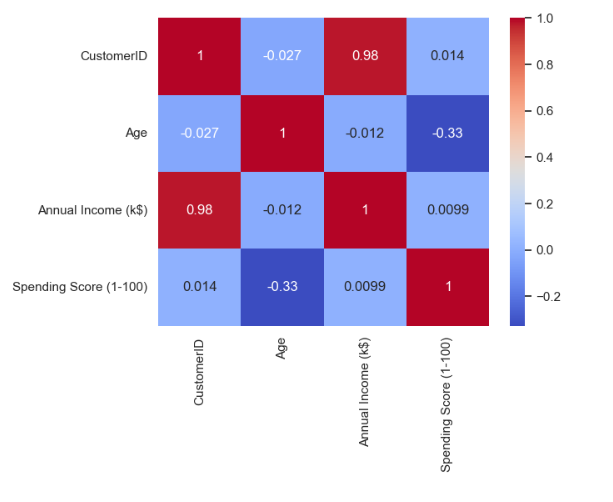 CustomerID 1 -0.027 0.98 0.014
Age -0.027 1 -0.012 -0.33
Annual Income (k$) 0.98 -0.012 1 0.0099
Spending Score (1-100) 0.014 -0.33 0.0099 1
CustomerID
Age
Annual Income (k$)
Spending Score (1-100)
1.0
0.8
0.6
0.4
0.2
0.0
−0.2